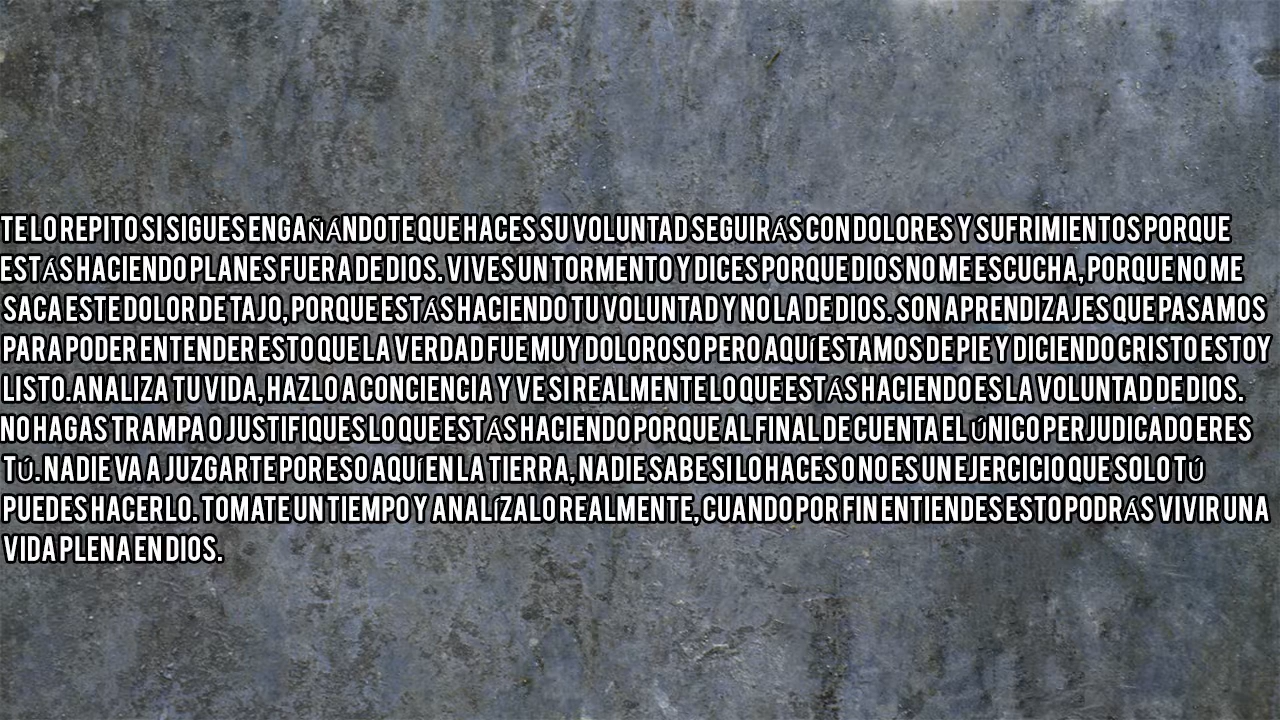 TE LO REPITO SI SIGUES ENGAÑÁNDOTE QUE HACES SU VOLUNTAD SEGUIRÁS CON DOLORES Y SUFRIMIENTOS PORQUE
ESTÁS HACIENDO PLANES FUERA DE DIOS. VIVES UN TORMENTO Y DICES PORQUE DIOS NO ME ESCUCHA, PORQUE NO ME
SACA ESTE DOLOR DE TAJO, PORQUE ESTÁS HACIENDO TU VOLUNTAD Y NO LA DE DIOS. SON APRENDIZAJES QUE PASAMOS
PARA PODER ENTENDER ESTO QUE LA VERDAD FUE MUY DOLOROSO PERO AQUÍ ESTAMOS DE PIE Y DICIENDO CRISTO ESTOY
LISTO. ANALIZA TU VIDA, HAZLO A CONCIENCIA Y VE SI REALMENTE LO QUE ESTÁS HACIENDO ES LA VOLUNTAD DE DIOS.
NO HAGAS TRAMPA O JUSTIFIQUES LO QUE ESTÁS HACIENDO PORQUE AL FINAL DE CUENTA EL ÚNICO PERJUDICADO ERES
TÚ. NADIE VA A JUZGARTE POR ESO AQUÍ EN LA TIERRA, NADIE SABE SI LO HACES O NO ES UN EJERCICIO QUE SOLO TÚ
PUEDES HACERLO. TOMATE UN TIEMPO Y ANALÍZALO REALMENTE, CUANDO POR FIN ENTIENDES ESTO PODRÁS VIVIR UNA
VIDA PLENA EN DIOS.